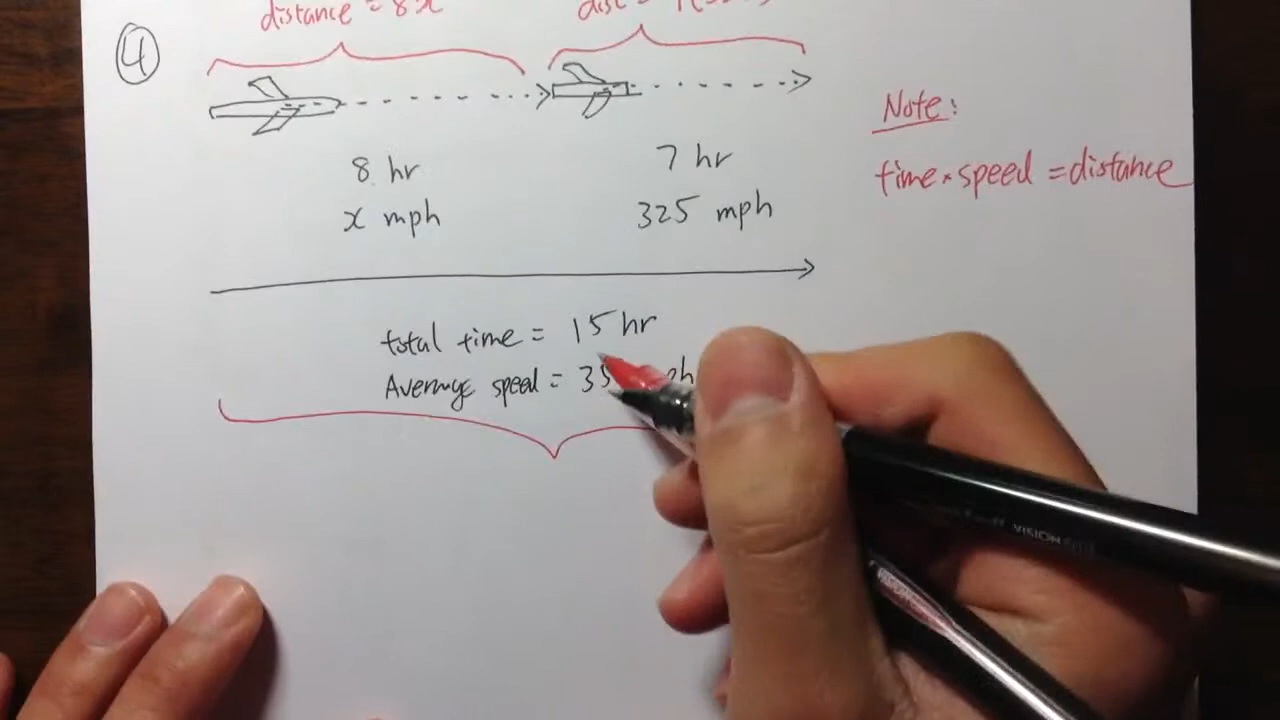 ④
distance = 8x
8 hr
x mph
7 hr
325 mph
Note:
time × speed = distance
total time = 15 hr
Average speed =
VISION